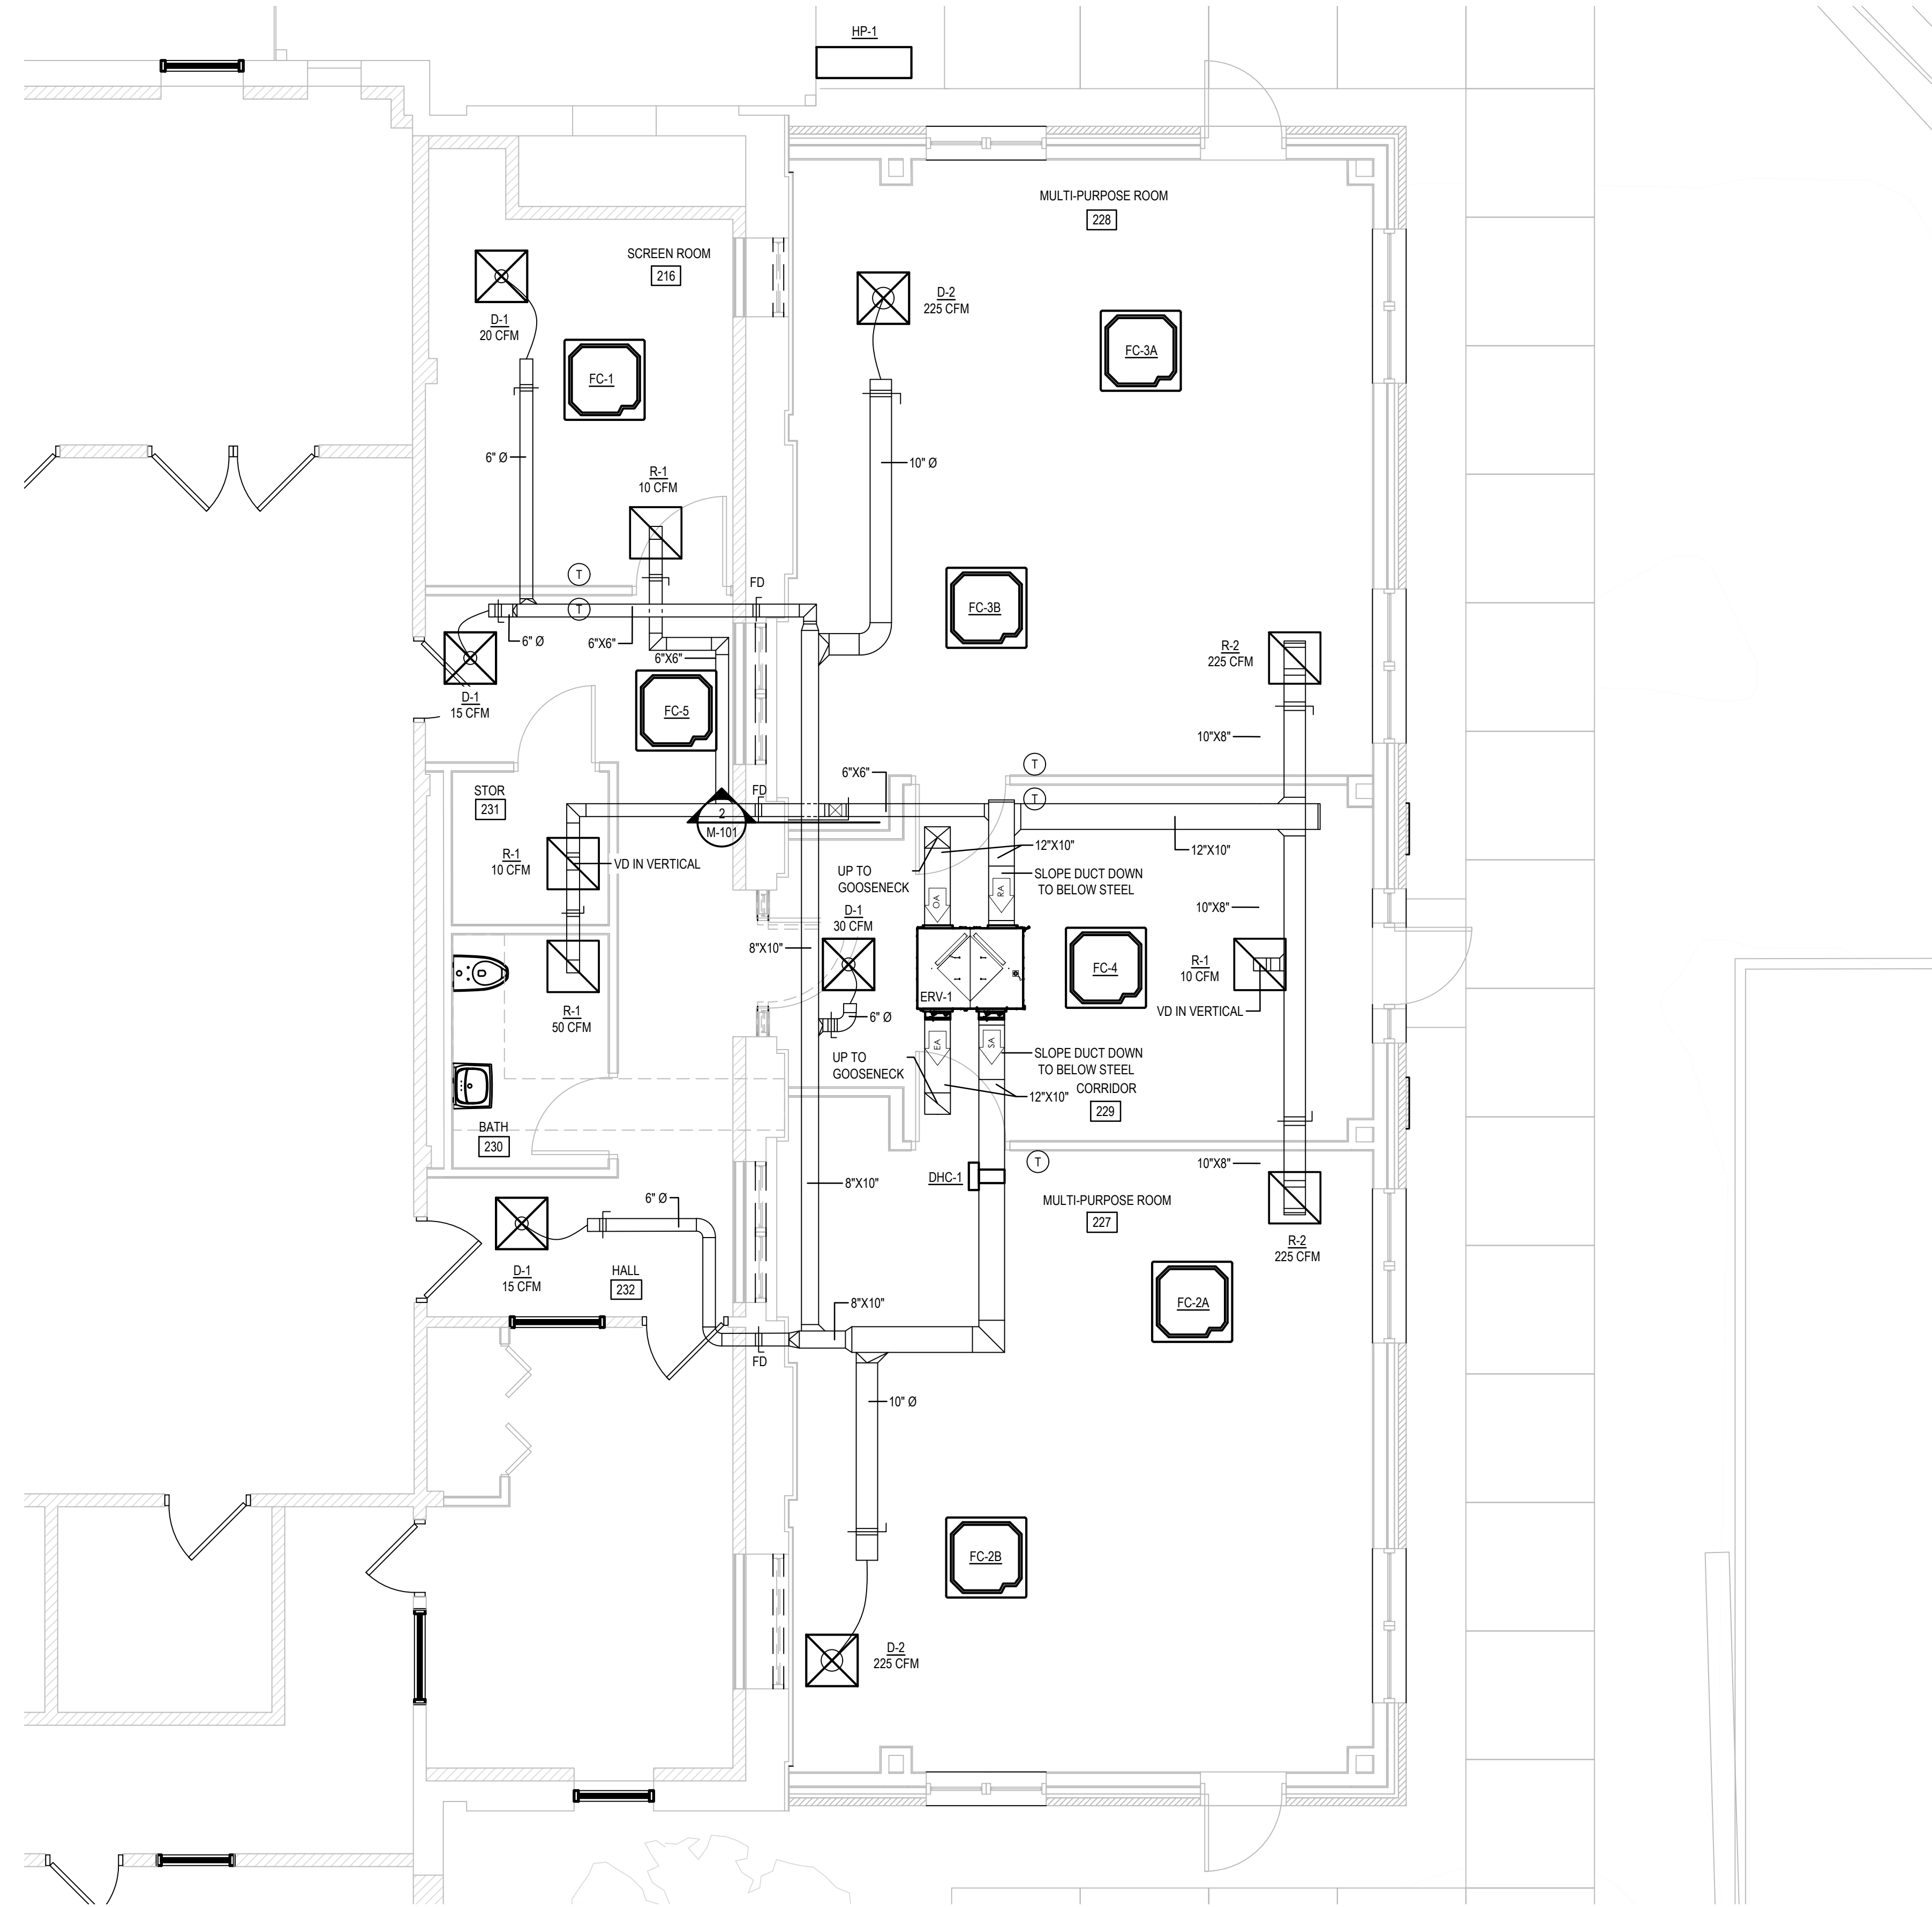 HP-1
MULTI-PURPOSE ROOM
228
SCREEN ROOM
216
D-1
20 CFM
D-2
225 CFM
FC-1
FC-3A
6" Ø
10" Ø
R-1
10 CFM
T
FD
T
6" Ø
6"X6"
6"X6"
FC-3B
D-1
15 CFM
FC-5
R-2
225 CFM
10"X8"
T
T
6"X6"
FD
STOR
231
2
M-101
R-1
10 CFM
VD IN VERTICAL
12"X10"
12"X10"
UP TO
GOOSENECK
SLOPE DUCT DOWN
TO BELOW STEEL
OA
RA
D-1
30 CFM
10"X8"
8"X10"
ERV-1
FC-4
R-1
10 CFM
VD IN VERTICAL
R-1
50 CFM
6" Ø
EA
SA
UP TO
GOOSENECK
SLOPE DUCT DOWN
TO BELOW STEEL
12"X10"
CORRIDOR
229
BATH
230
T
10"X8"
DHC-1
8"X10"
MULTI-PURPOSE ROOM
227
6" Ø
D-1
15 CFM
HALL
232
R-2
225 CFM
FC-2A
8"X10"
FD
10" Ø
FC-2B
D-2
225 CFM